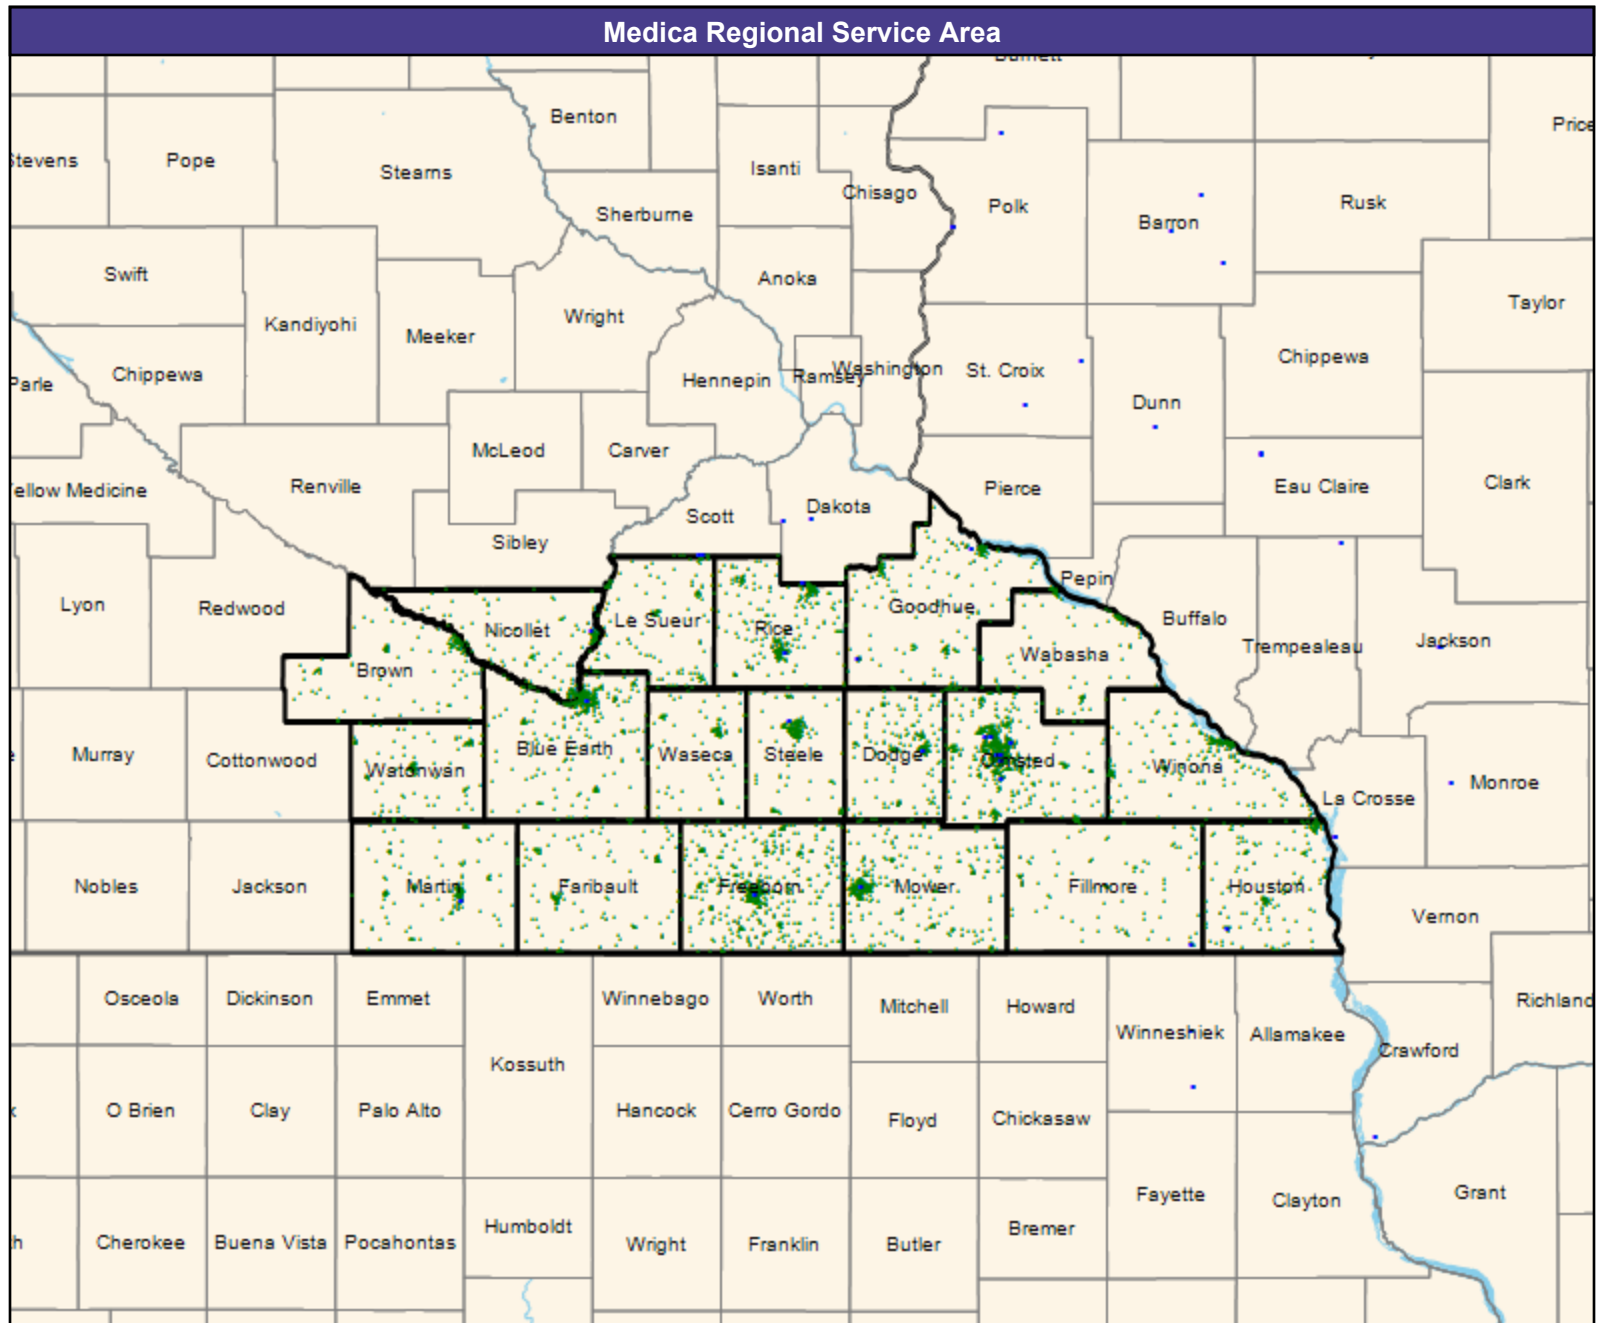 Medica Regional Service Area
Benton
Price
Stevens
Pope
Stearns
Isanti
Chisago
Polk
Barron
Rusk
Sherburne
Swift
Anoka
Taylor
Kandiyohi
Meeker
Wright
Chippewa
Parle
Chippewa
Hennepin
Ramsey
Washington
St. Croix
Dunn
McLeod
Carver
ellow Medicine
Renville
Scott
Dakota
Pierce
Eau Claire
Clark
Sibley
Pepin
Lyon
Redwood
Nicollet
Le Sueur
Rice
Goodhue
Buffalo
Trempealeau
Jackson
Brown
Wabasha
Murray
Cottonwood
Watonwan
Blue Earth
Waseca
Steele
Dodge
Olmsted
Winona
La Crosse
Monroe
Nobles
Jackson
Martin
Faribault
Freeborn
Mower
Fillmore
Houston
Vernon
Osceola
Dickinson
Emmet
Winnebago
Worth
Mitchell
Howard
Winneshiek
Allamakee
Crawford
Richland
Kossuth
O Brien
Clay
Palo Alto
Hancock
Cerro Gordo
Floyd
Chickasaw
Fayette
Clayton
Grant
h
Cherokee
Buena Vista
Pocahontas
Humboldt
Wright
Franklin
Butler
Bremer